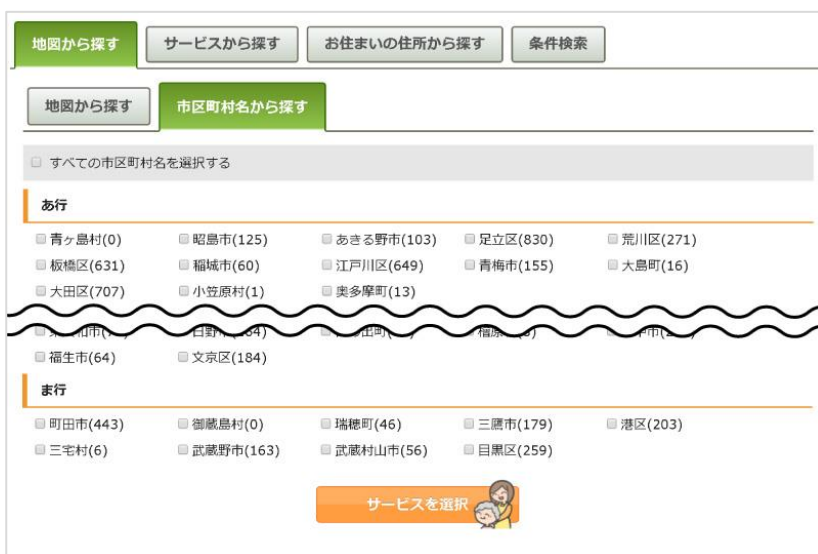 地図から探す サービスから探す お住まいの住所から探す 条件検索
地図から探す 市区町村名から探す
すべての市区町村名を選択する
あ行
青ヶ島村(0) 昭島市(125) あきる野市(103) 足立区(830) 荒川区(271)
板橋区(631) 稲城市(60) 江戸川区(649) 青梅市(155) 大島町(16)
大田区(707) 小笠原村(1) 奥多摩町(13)
福生市(64) 文京区(184)
ま行
町田市(443) 御蔵島村(0) 瑞穂町(46) 三鷹市(179) 港区(203)
三宅村(6) 武蔵野市(163) 武蔵村山市(56) 目黒区(259)
サービスを選択